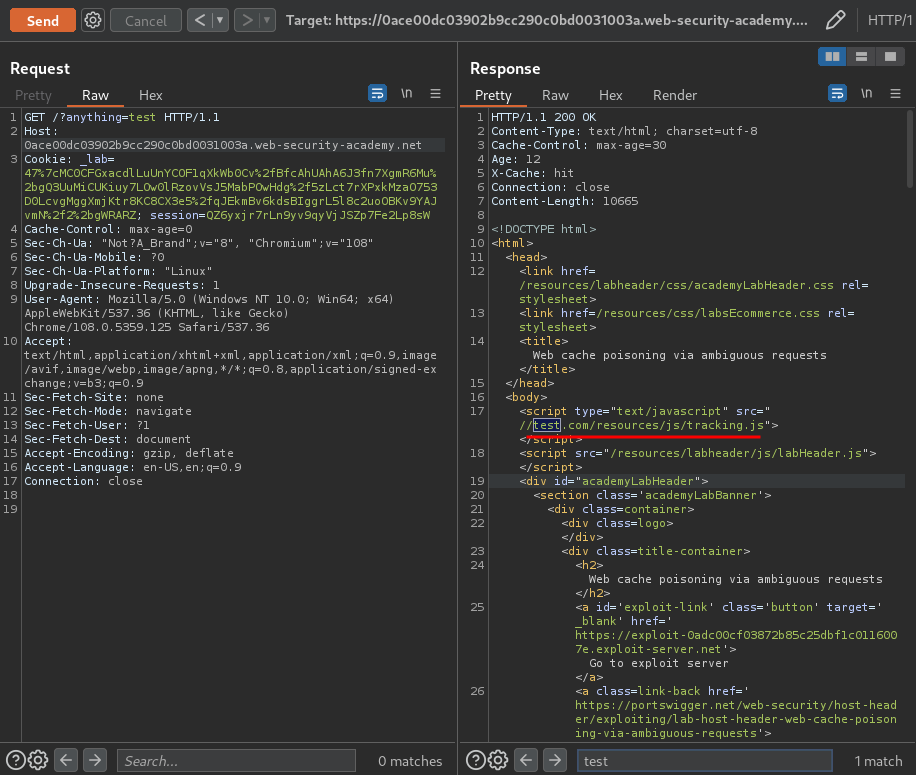 Send
Cancel
< ▾
> ▾
Target: https://0ace00dc03902b9cc290c0bd0031003a.web-security-academy....
HTTP/1
Request
Pretty Raw Hex
\n
1 GET /?anything=test HTTP/1.1
2 Host:
0ace00dc03902b9cc290c0bd0031003a.web-security-academy.net
3 Cookie: _lab=
47%7cMC0CFGxacdlLuUnYCOF1qXkWb0Cv%2fBfcAhUAhA6J3fn7XgmR6Mu%
2bgQ3UuMiCUKiuy7LOw0lRzovVsJ5MabPOwHdg%2f5zLct7rXPxkMza0753
DOLcvgMggXmjKtr8KC8CX3e5%2fqJEkmBv6kdsBIggrL5l8c2uo0BKv9YAJ
vmN%2f2%2bgWRARZ; session=QZ6yxjr7rLn9yv9qyVjJSZp7Fe2Lp8sW
4 Cache-Control: max-age=0
5 Sec-Ch-Ua: "Not?A_Brand";v="8", "Chromium";v="108"
6 Sec-Ch-Ua-Mobile: ?0
7 Sec-Ch-Ua-Platform: "Linux"
8 Upgrade-Insecure-Requests: 1
9 User-Agent: Mozilla/5.0 (Windows NT 10.0; Win64; x64)
AppleWebKit/537.36 (KHTML, like Gecko)
Chrome/108.0.5359.125 Safari/537.36
10 Accept:
text/html,application/xhtml+xml,application/xml;q=0.9,image
/avif,image/webp,image/apng,*/*;q=0.8,application/signed-ex
change;v=b3;q=0.9
11 Sec-Fetch-Site: none
12 Sec-Fetch-Mode: navigate
13 Sec-Fetch-User: ?1
14 Sec-Fetch-Dest: document
15 Accept-Encoding: gzip, deflate
16 Accept-Language: en-US,en;q=0.9
17 Connection: close
18
19
Search...
0 matches
Response
Pretty Raw Hex Render
\n
1 HTTP/1.1 200 OK
2 Content-Type: text/html; charset=utf-8
3 Cache-Control: max-age=30
4 Age: 12
5 X-Cache: hit
6 Connection: close
7 Content-Length: 10665
8
9 <!DOCTYPE html>
10 <html>
11 <head>
12 <link href=
/resources/labheader/css/academyLabHeader.css rel=
stylesheet>
13 <link href=/resources/css/labsEcommerce.css rel=
stylesheet>
14 <title>
Web cache poisoning via ambiguous requests
</title>
15 </head>
16 <body>
17 <script type="text/javascript" src="
//test.com/resources/js/tracking.js">
</script>
18 <script src="/resources/labheader/js/labHeader.js">
</script>
19 <div id="academyLabHeader">
20 <section class='academyLabBanner'>
21 <div class=container>
22 <div class=logo>
</div>
23 <div class=title-container>
24 <h2>
Web cache poisoning via ambiguous requests
</h2>
25 <a id='exploit-link' class='button' target='
_blank' href='
https://exploit-0adc00cf03872b85c25dbf1c011600
7e.exploit-server.net'>
Go to exploit server
</a>
26 <a class=link-back href='
https://portswigger.net/web-security/host-head
er/exploiting/lab-host-header-web-cache-poison
ing-via-ambiguous-requests'>
test
1 match